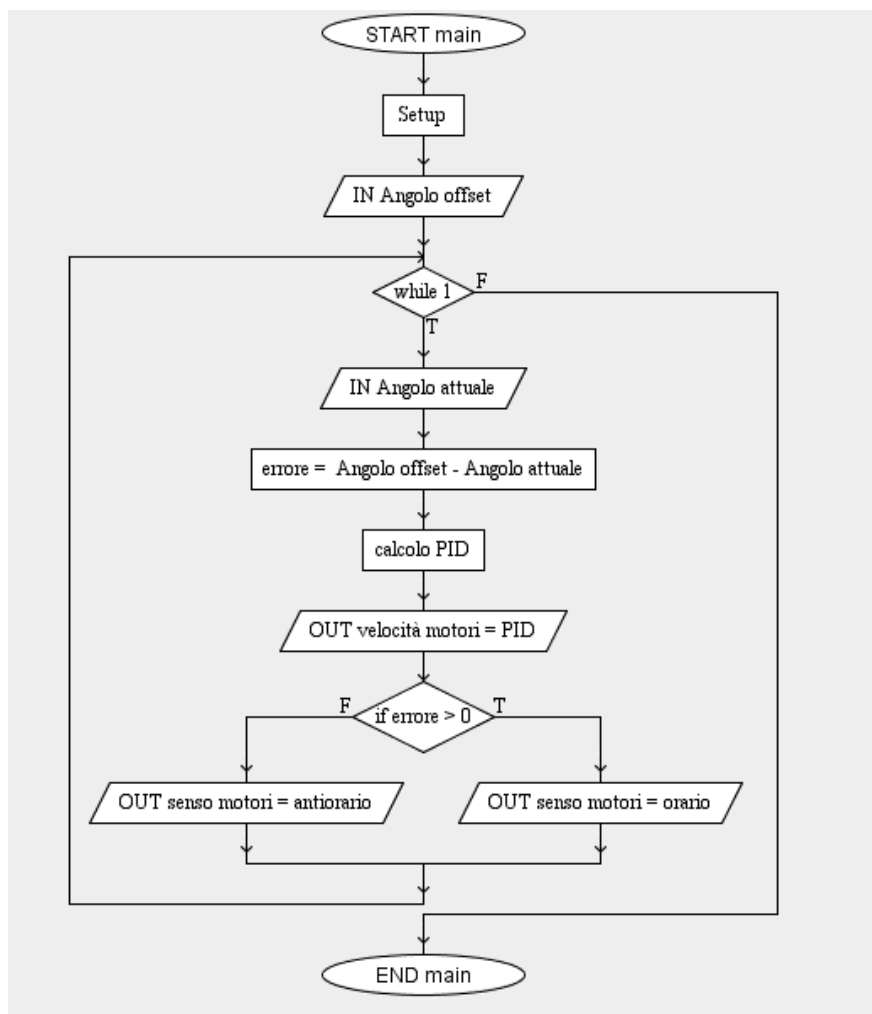 START main
Setup
IN Angolo offset
while 1
F
T
IN Angolo attuale
errore = Angolo offset - Angolo attuale
calcolo PID
OUT velocità motori = PID
F
if errore > 0
T
OUT senso motori = antiorario
OUT senso motori = orario
END main